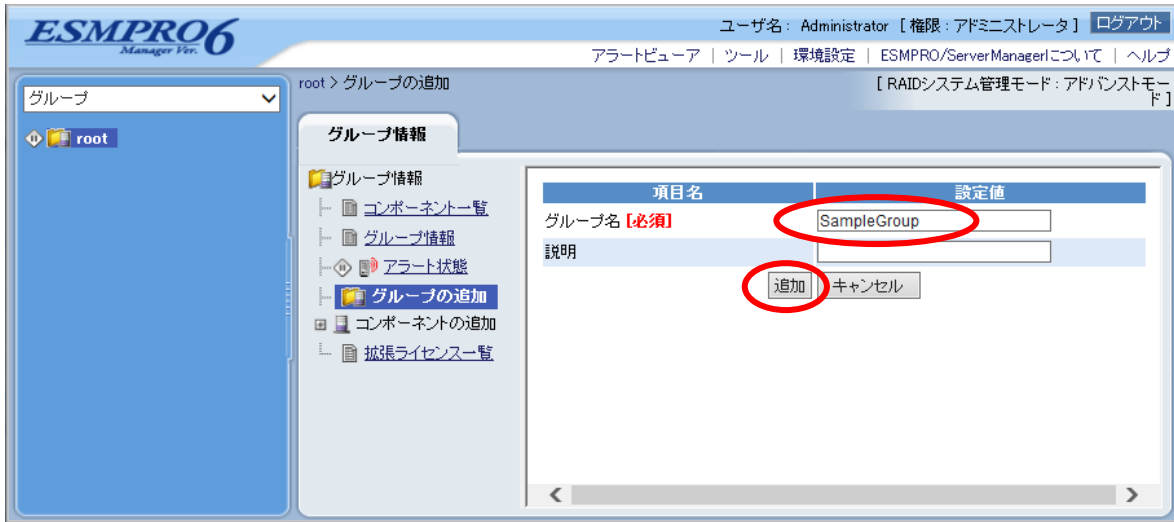 ESMPRO6
Manager Ver.
ユーザ名： Administrator [ 権限：アドミニストレータ ] ログアウト
アラートビューア | ツール | 環境設定 | ESMPRO/ServerManagerについて | ヘルプ
グループ
root
root > グループの追加
[ RAIDシステム管理モード：アドバンストモード ]
グループ情報
グループ情報
コンポーネント一覧
グループ情報
アラート状態
グループの追加
コンポーネントの追加
拡張ライセンス一覧
項目名 設定値
グループ名 [必須] SampleGroup
説明
追加 キャンセル